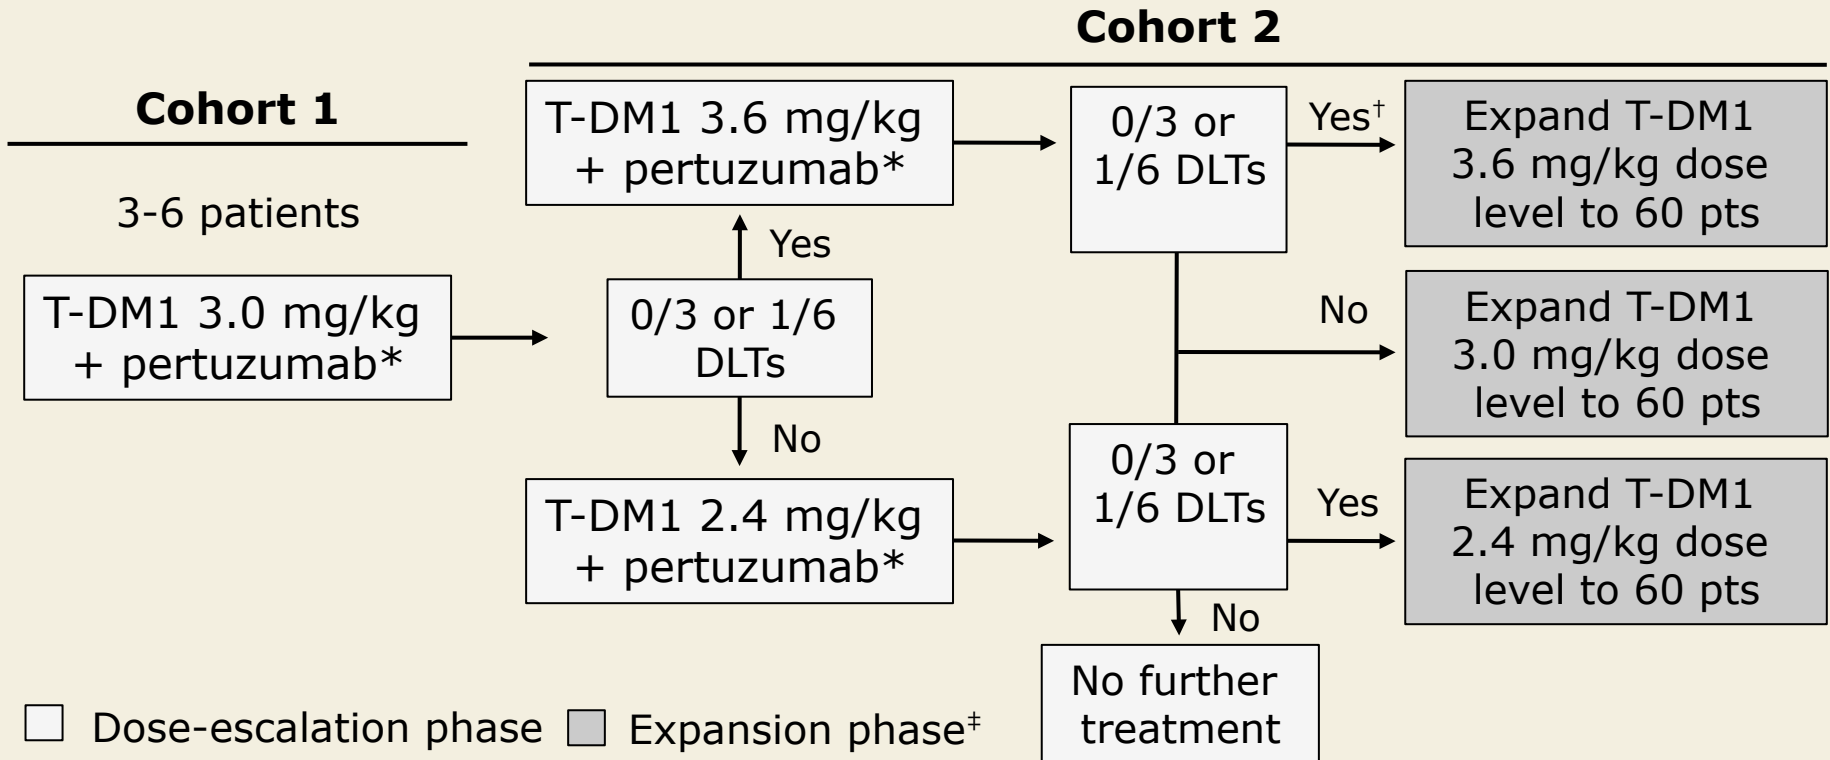 Cohort 2
Cohort 1
3-6 patients
T-DM1 3.0 mg/kg
+ pertuzumab*
T-DM1 3.6 mg/kg
+ pertuzumab*
Yes
0/3 or 1/6
DLTs
No
T-DM1 2.4 mg/kg
+ pertuzumab*
0/3 or
1/6 DLTs
Yes†
Expand T-DM1
3.6 mg/kg dose
level to 60 pts
No
Expand T-DM1
3.0 mg/kg dose
level to 60 pts
0/3 or
1/6 DLTs
Yes
Expand T-DM1
2.4 mg/kg dose
level to 60 pts
No
No further
treatment
Dose-escalation phase
Expansion phase‡